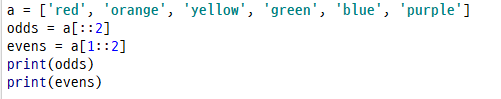 a = ['red', 'orange', 'yellow', 'green', 'blue', 'purple']
odds = a[::2]
evens = a[1::2]
print(odds)
print(evens)